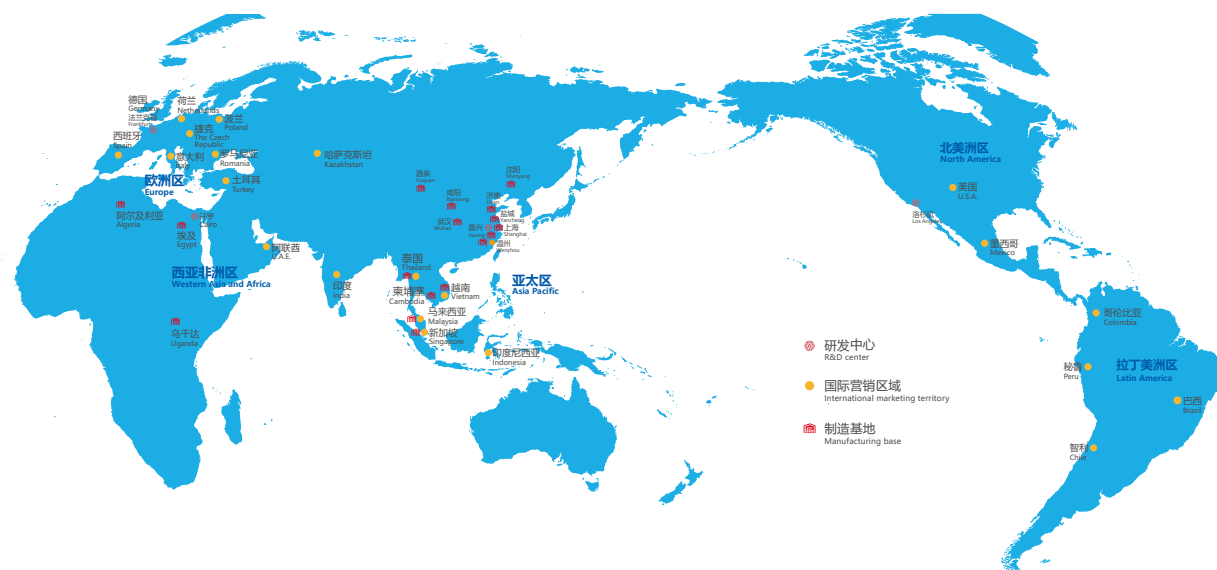 德国
Germany
法兰克福
Frankfurt
荷兰
Netherlands
波兰
Poland
捷克
The Czech
Republic
西班牙
Spain
意大利
Italy
罗马尼亚
Romania
欧洲区
Europe
土耳其
Turkey
哈萨克斯坦
Kazakhstan
阿尔及利亚
Algeria
开罗
Cairo
埃及
Egypt
阿联酋
U.A.E.
西亚非洲区
Western Asia and Africa
乌干达
Uganda
印度
India
酒泉
Jiuquan
沈阳
Shenyang
咸阳
Xianyang
济南
Jinan
武汉
Wuhan
盐城
Yancheng
嘉兴
Jiaxing
上海
Shanghai
温州
Wenzhou
泰国
Thailand
柬埔寨
Cambodia
越南
Vietnam
马来西亚
Malaysia
新加坡
Singapore
印度尼西亚
Indonesia
亚太区
Asia Pacific
研发中心
R&D center
国际营销区域
International marketing territory
制造基地
Manufacturing base
北美洲区
North America
美国
U.S.A.
洛杉矶
Los Angeles
墨西哥
Mexico
哥伦比亚
Colombia
秘鲁
Peru
拉丁美洲区
Latin America
巴西
Brazil
智利
Chile